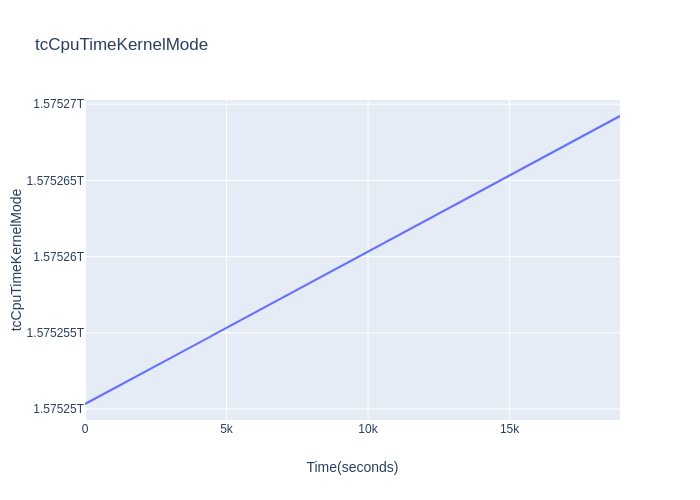 tcCpuTimeKernelMode
1.57527T
1.575265T
1.57526T
1.575255T
1.57525T
tcCpuTimeKernelMode
0
5k
10k
15k
Time(seconds)